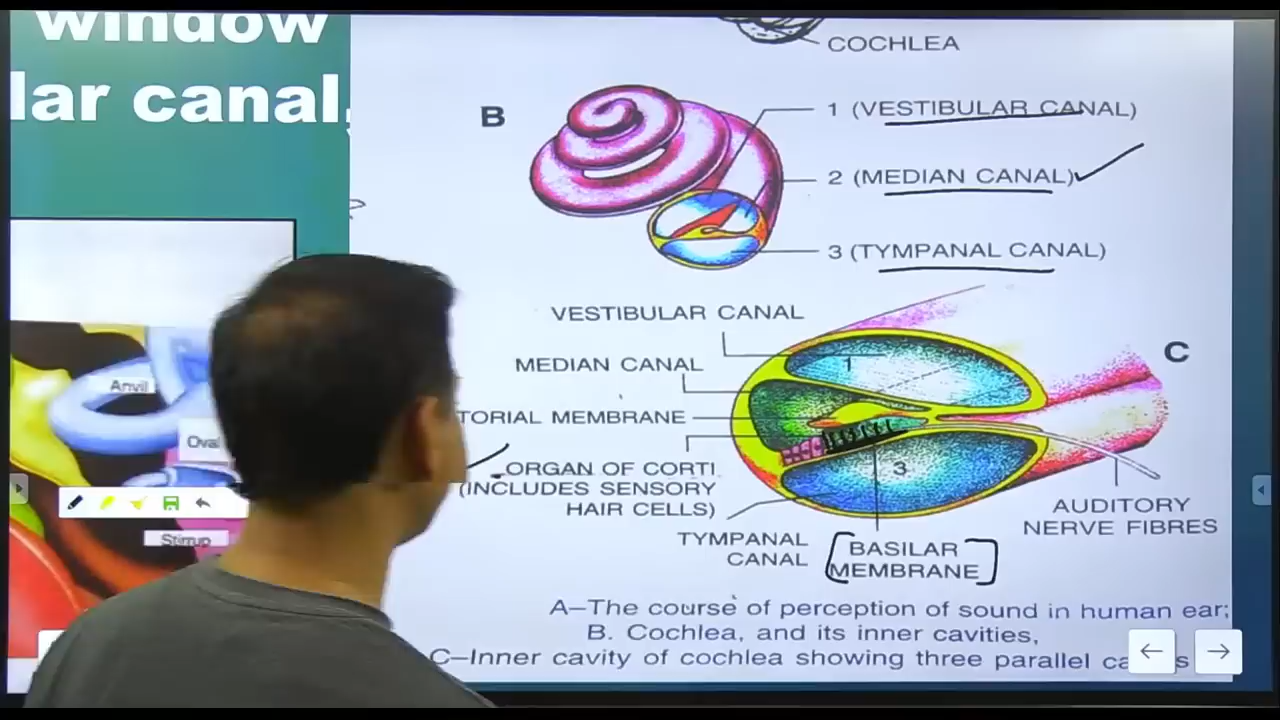 window
lar canal,
COCHLEA
B
1 (VESTIBULAR CANAL)
2 (MEDIAN CANAL)
3 (TYMPANAL CANAL)
VESTIBULAR CANAL
C
1
MEDIAN CANAL
Anvil
TORIAL MEMBRANE
Oval
3
ORGAN OF CORTI
(INCLUDES SENSORY
HAIR CELLS)
AUDITORY
NERVE FIBRES
Stirrup
TYMPANAL
CANAL
BASILAR
MEMBRANE
A–The course of perception of sound in human ear;
B. Cochlea, and its inner cavities,
C–Inner cavity of cochlea showing three parallel